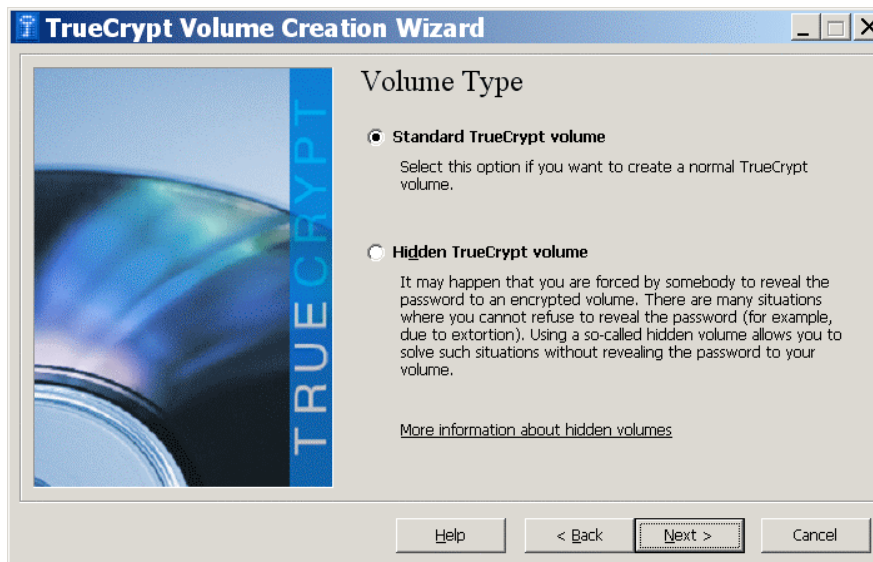 TrueCrypt Volume Creation Wizard
TRUECRYPT
Volume Type
Standard TrueCrypt volume
Select this option if you want to create a normal TrueCrypt
volume.
Hidden TrueCrypt volume
It may happen that you are forced by somebody to reveal the
password to an encrypted volume. There are many situations
where you cannot refuse to reveal the password (for example,
due to extortion). Using a so-called hidden volume allows you to
solve such situations without revealing the password to your
volume.
More information about hidden volumes
Help
< Back
Next >
Cancel